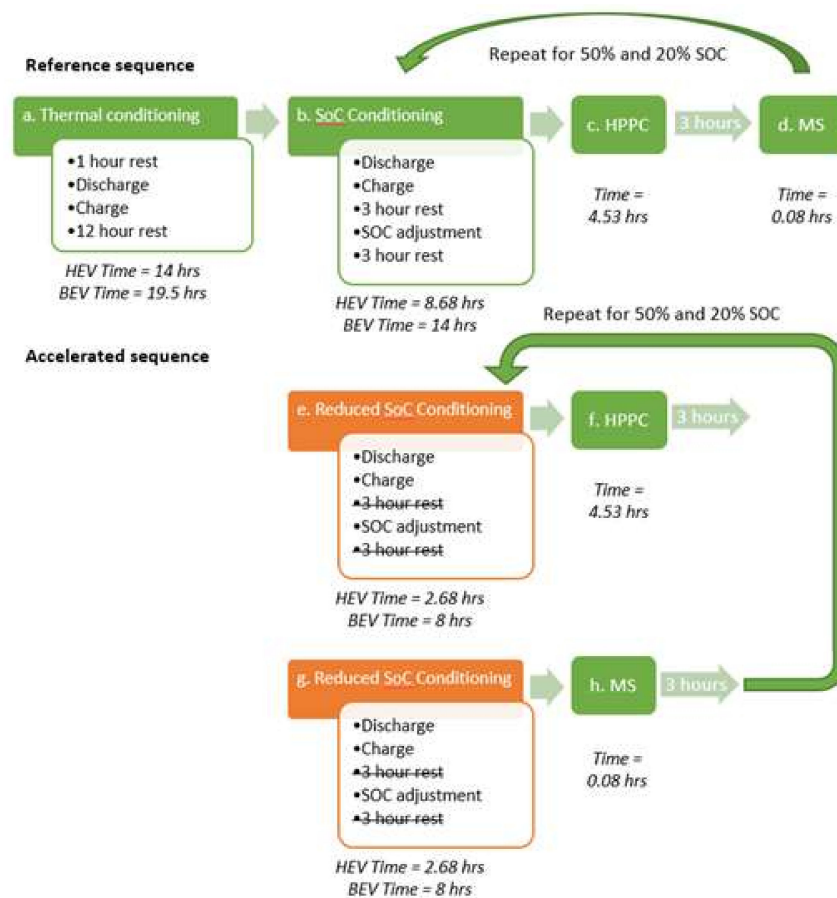 Repeat for 50% and 20% SOC
Reference sequence
a. Thermal conditioning
•1 hour rest
•Discharge
•Charge
•12 hour rest
HEV Time = 14 hrs
BEV Time = 19.5 hrs
b. SoC Conditioning
•Discharge
•Charge
•3 hour rest
•SOC adjustment
•3 hour rest
HEV Time = 8.68 hrs
BEV Time = 14 hrs
c. HPPC
Time =
4.53 hrs
3 hours
d. MS
Time =
0.08 hrs
Repeat for 50% and 20% SOC
Accelerated sequence
e. Reduced SoC Conditioning
•Discharge
•Charge
•3 hour rest
•SOC adjustment
•3 hour rest
HEV Time = 2.68 hrs
BEV Time = 8 hrs
f. HPPC
Time =
4.53 hrs
3 hours
g. Reduced SoC Conditioning
•Discharge
•Charge
•3 hour rest
•SOC adjustment
•3 hour rest
HEV Time = 2.68 hrs
BEV Time = 8 hrs
h. MS
Time =
0.08 hrs
3 hours